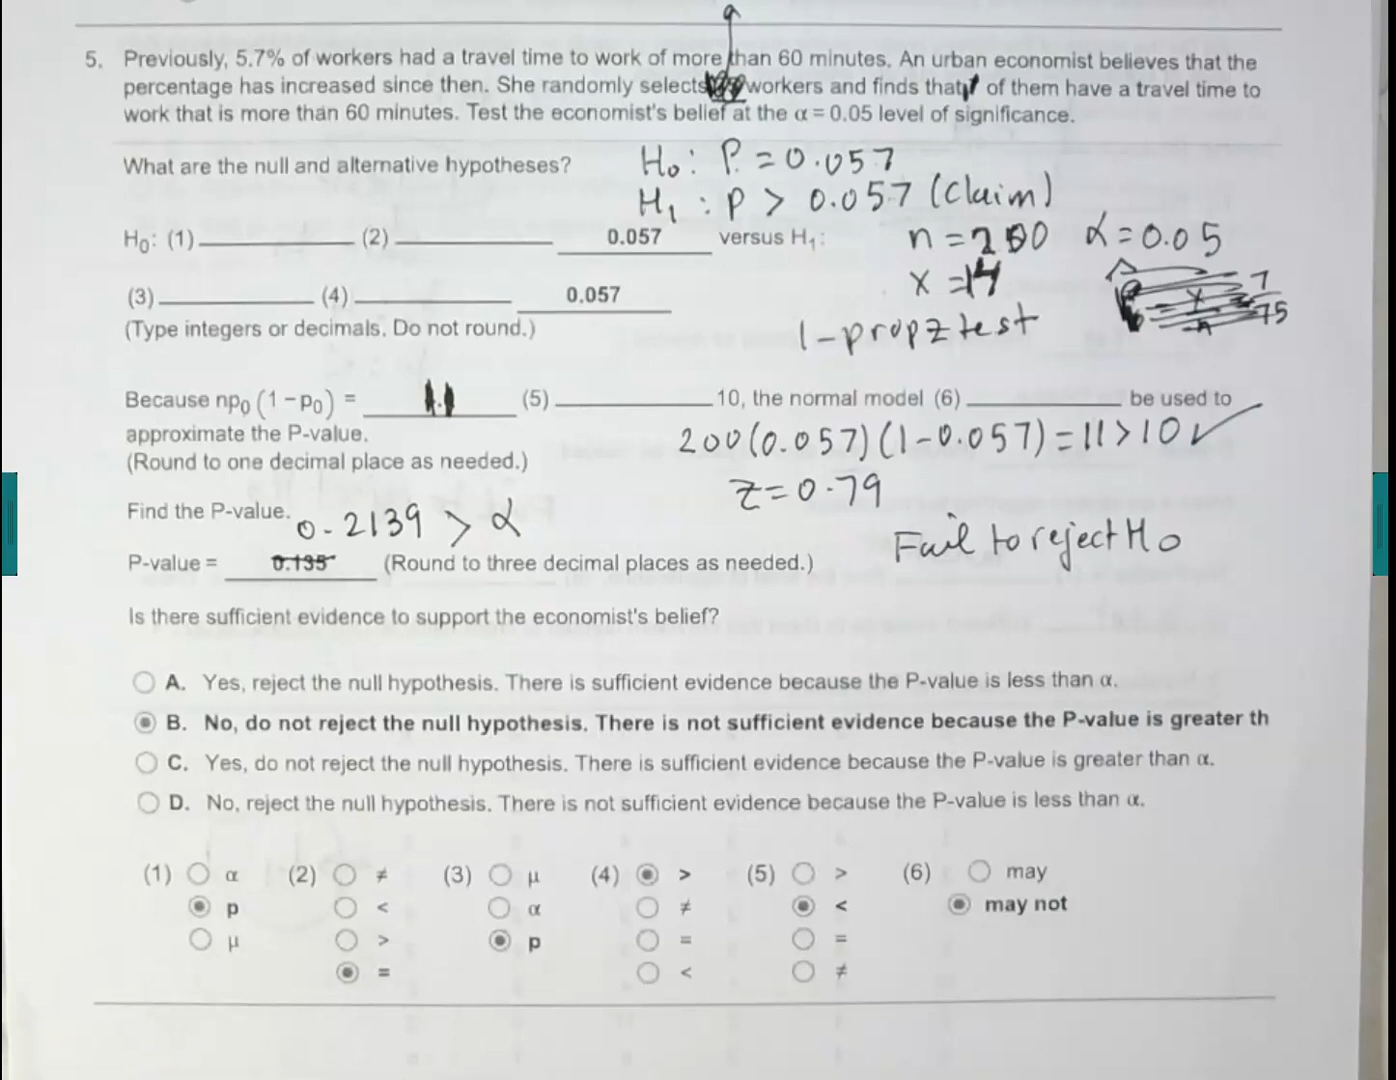 5. Previously, 5.7% of workers had a travel time to work of more than 60 minutes. An urban economist believes that the
percentage has increased since then. She randomly selects workers and finds that of them have a travel time to
work that is more than 60 minutes. Test the economist's belief at the α = 0.05 level of significance.
What are the null and alternative hypotheses?
H₀: P = 0.057
H₁: P > 0.057 (Claim)
H₀: (1) (2) 0.057 versus H₁:
n = 200 α = 0.05
x = 14
(3) (4) 0.057
(Type integers or decimals. Do not round.)
1-propztest
7
75
Because np₀ (1 − p₀) = (5) 10, the normal model (6) be used to
approximate the P-value.
(Round to one decimal place as needed.)
200(0.057)(1-0.057) = 11 > 10 ✓
z = 0.79
Find the P-value.
0.2139 > α
Fail to reject H₀
P-value = 0.195 (Round to three decimal places as needed.)
Is there sufficient evidence to support the economist's belief?
A. Yes, reject the null hypothesis. There is sufficient evidence because the P-value is less than α.
B. No, do not reject the null hypothesis. There is not sufficient evidence because the P-value is greater th
C. Yes, do not reject the null hypothesis. There is sufficient evidence because the P-value is greater than α.
D. No, reject the null hypothesis. There is not sufficient evidence because the P-value is less than α.
(1) α (2) ≠ (3) μ (4) > (5) > (6) may
p < α ≠ < may not
μ > p = =
= < ≠